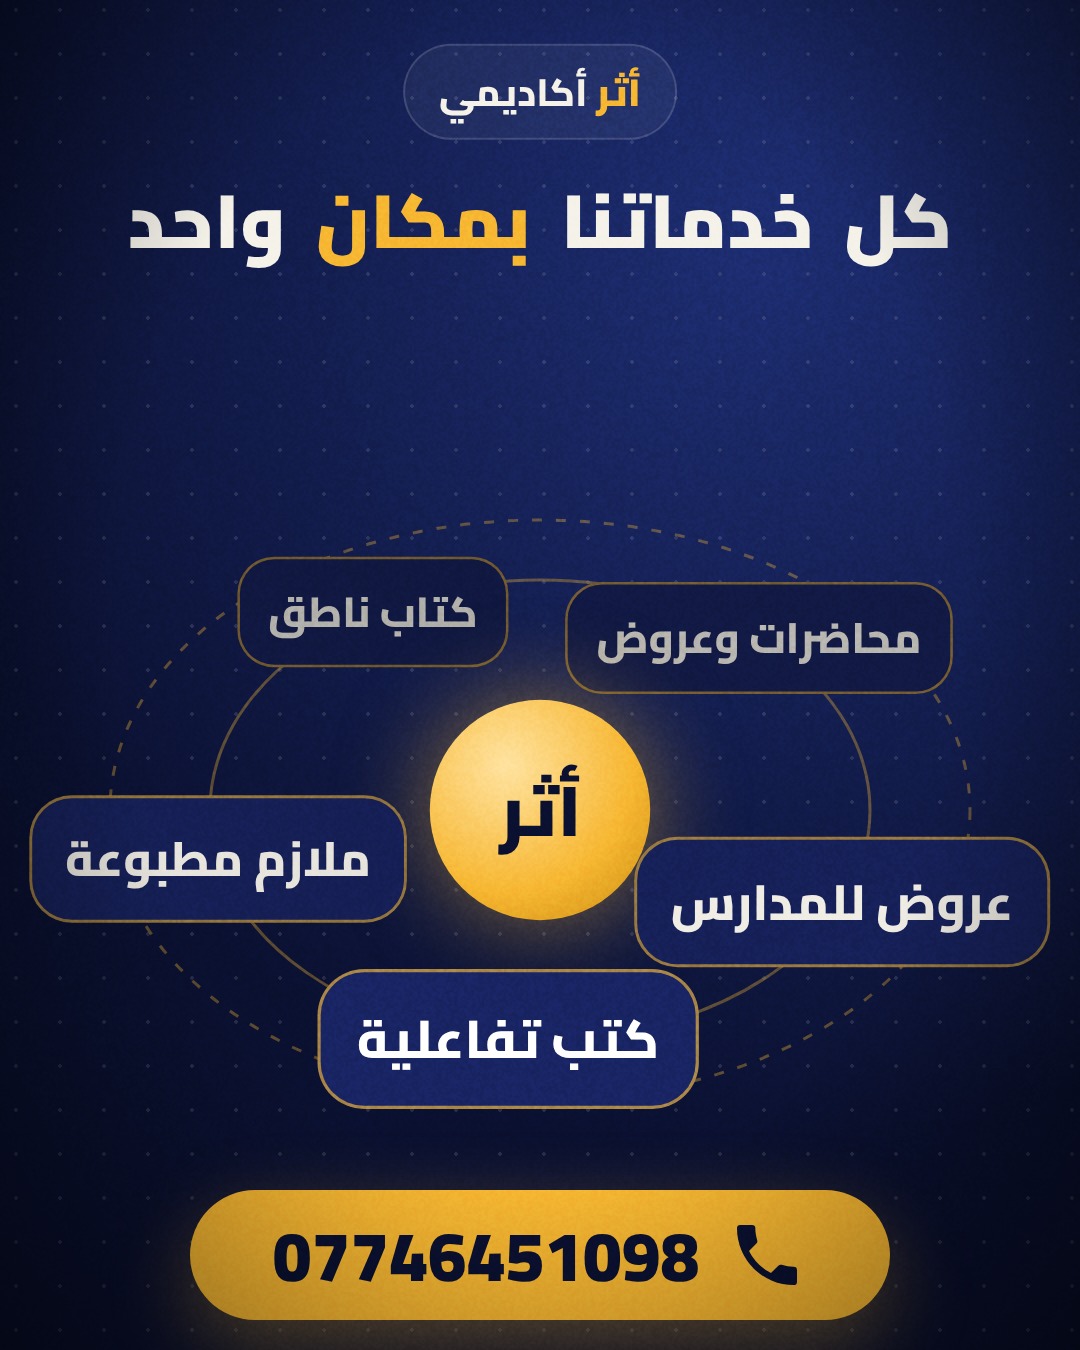 أثر أكاديمي
كل خدماتنا بمكان واحد
محاضرات وعروض
كتاب ناطق
أثر
ملازم مطبوعة
عروض للمدارس
كتب تفاعلية
07746451098